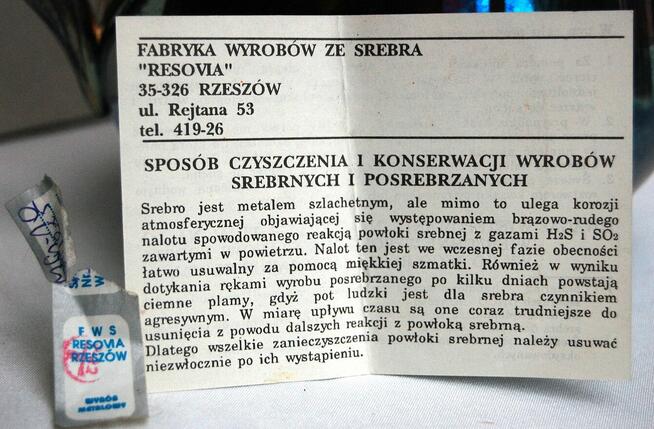 FABRYKA WYROBÓW ZE SREBRA
"RESOVIA"
35-326 RZESZÓW
ul. Rejtana 53
tel. 419-26
SPOSÓB CZYSZCZENIA I KONSERWACJI WYROBÓW
SREBRNYCH I POSREBRZANYCH
Srebro jest metalem szlachetnym, ale mimo to ulega korozji
atmosferycznej objawiającej się występowaniem brązowo-rudego
nalotu spowodowanego reakcją powłoki srebnej z gazami H2S i SO2
zawartymi w powietrzu. Nalot ten jest we wczesnej fazie obecności
łatwo usuwalny za pomocą miękkiej szmatki. Również w wyniku
dotykania rękami wyrobu posrebrzanego po kilku dniach powstają
ciemne plamy, gdyż pot ludzki jest dla srebra czynnikiem
agresywnym. W miarę upływu czasu są one coraz trudniejsze do
usunięcia z powodu dalszych reakcji z powłoką srebrną.
Dlatego wszelkie zanieczyszczenia powłoki srebrnej należy usuwać
niezwłocznie po ich wystąpieniu.
F W S
RESOVIA
RZESZÓW
WYRÓB
METALOWY